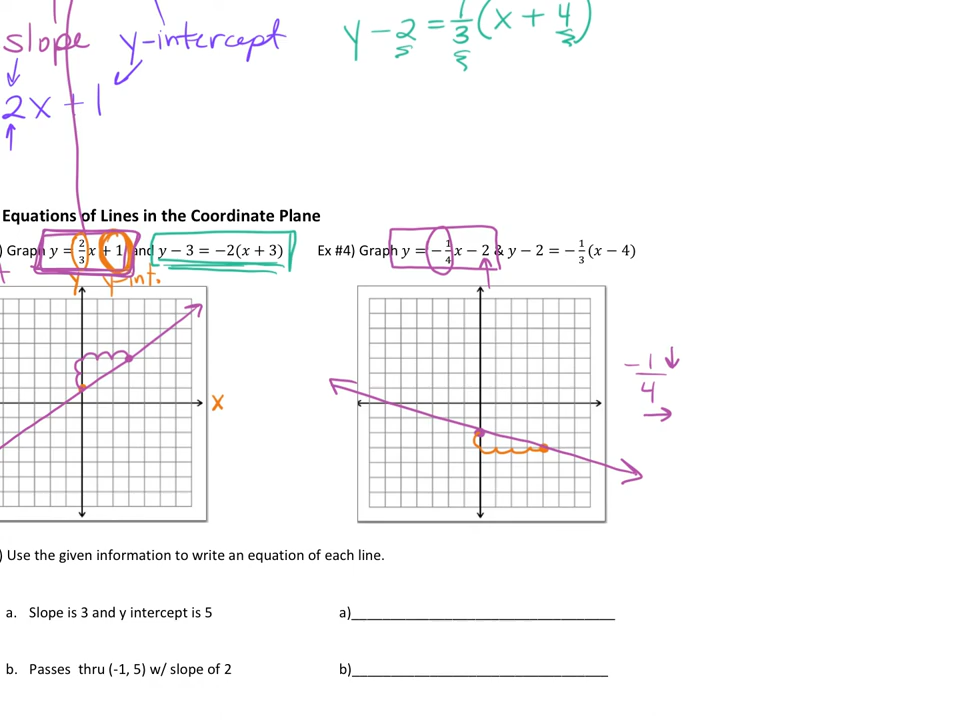 slope y-intercept y - 2 = 1/3 (x + 4)
2x + 1
Equations of Lines in the Coordinate Plane
) Graph y = 2/3 x + 1 and y − 3 = −2(x + 3) Ex #4) Graph y = − 1/4 x − 2 & y − 2 = − 1/3 (x − 4)
y y-int.
-1/4
x
) Use the given information to write an equation of each line.
a. Slope is 3 and y intercept is 5 a)
b. Passes thru (-1, 5) w/ slope of 2 b)